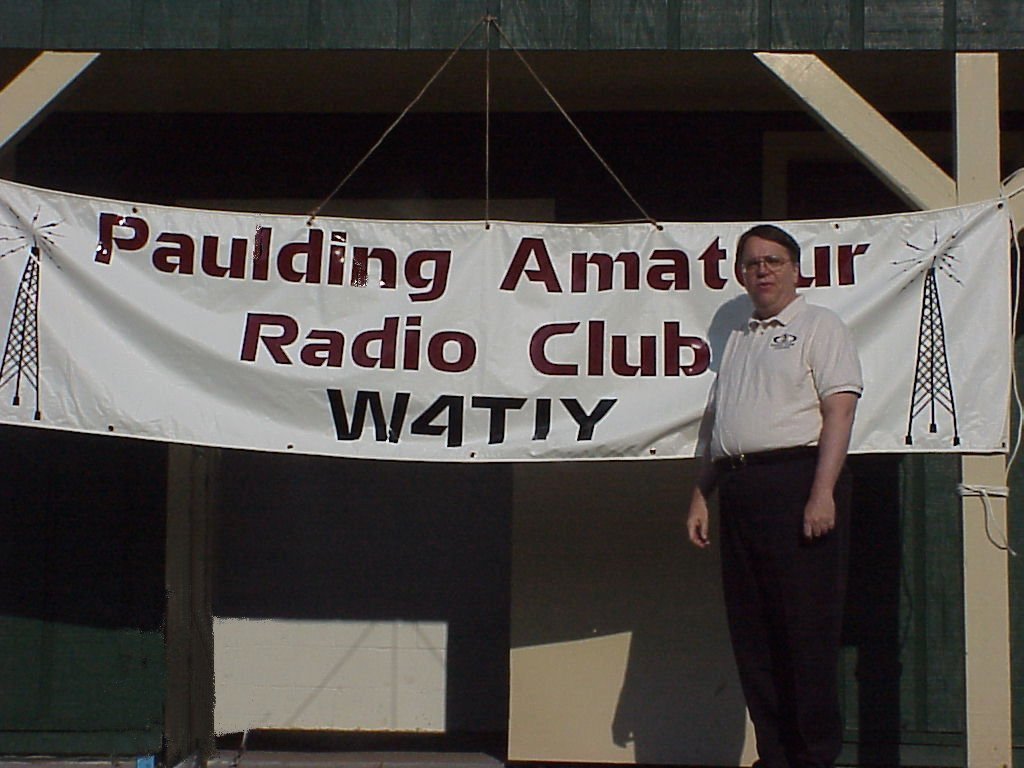 Paulding Amateur
Radio Club
W4TIY